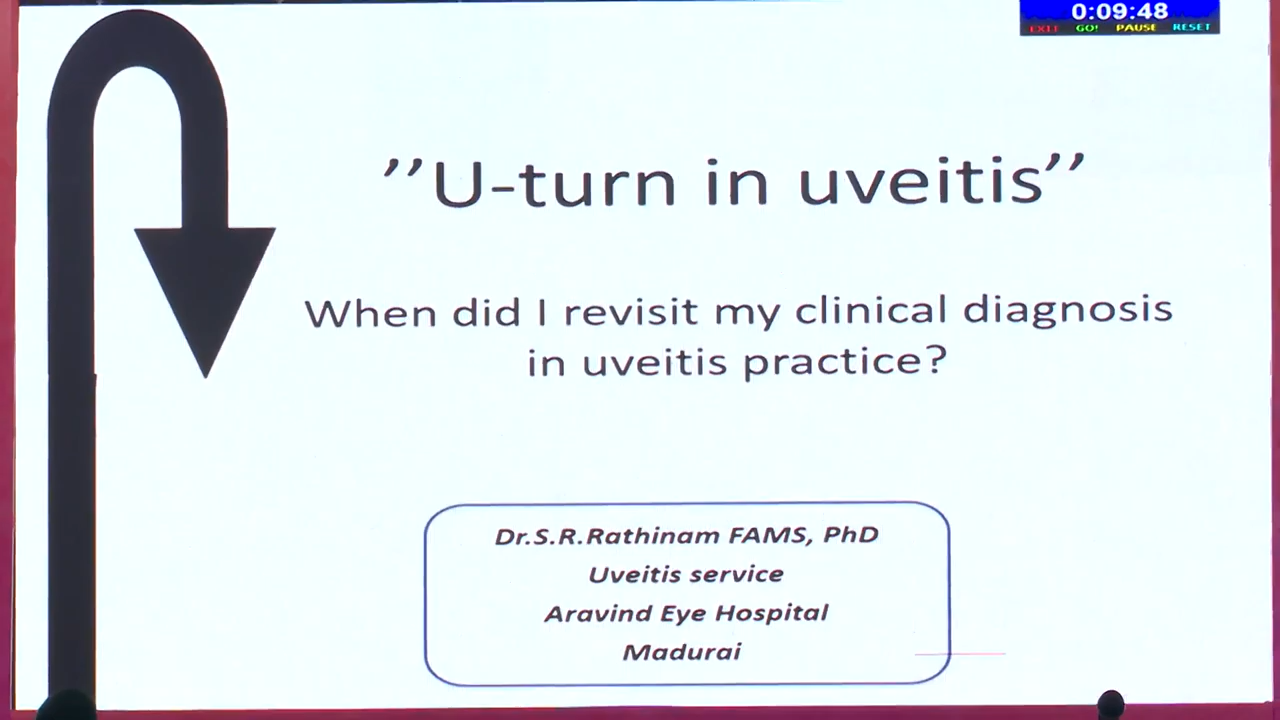 0:09:48
EXIT GO! PAUSE RESET
’’U-turn in uveitis’’
When did I revisit my clinical diagnosis
in uveitis practice?
Dr.S.R.Rathinam FAMS, PhD
Uveitis service
Aravind Eye Hospital
Madurai